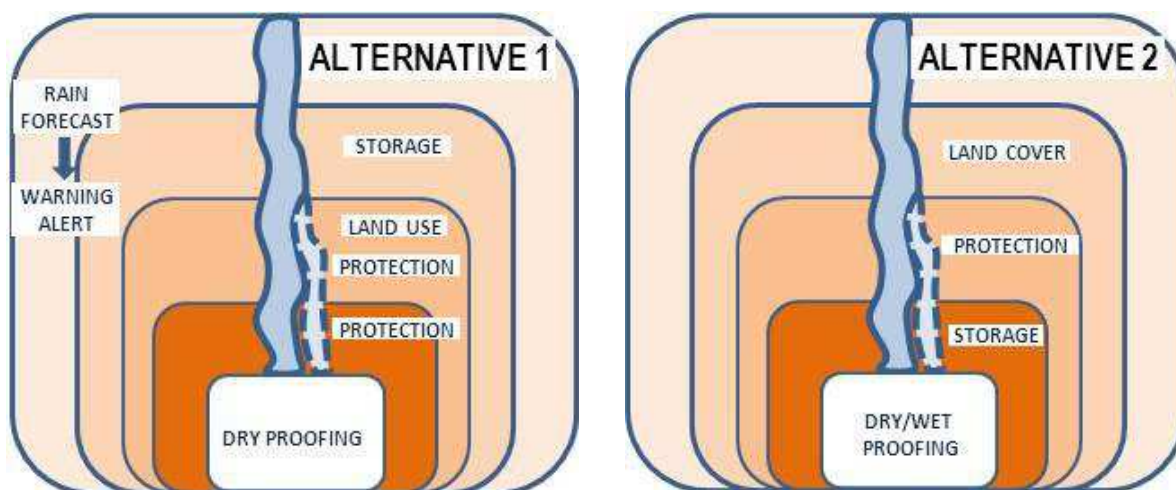 ALTERNATIVE 1
RAIN
FORECAST
WARNING
ALERT
STORAGE
LAND USE
PROTECTION
PROTECTION
DRY PROOFING
ALTERNATIVE 2
LAND COVER
PROTECTION
STORAGE
DRY/WET
PROOFING